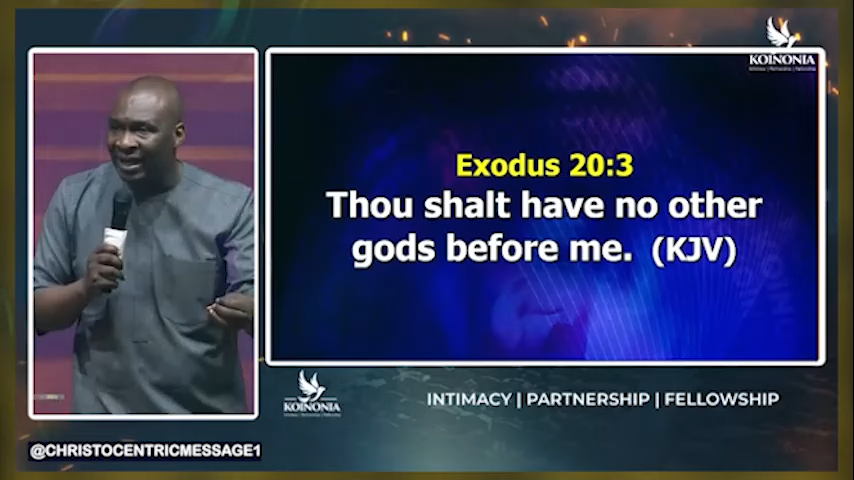 KOINONIA
Exodus 20:3
Thou shalt have no other
gods before me. (KJV)
KOINONIA
INTIMACY | PARTNERSHIP | FELLOWSHIP
@CHRISTOCENTRICMESSAGE1